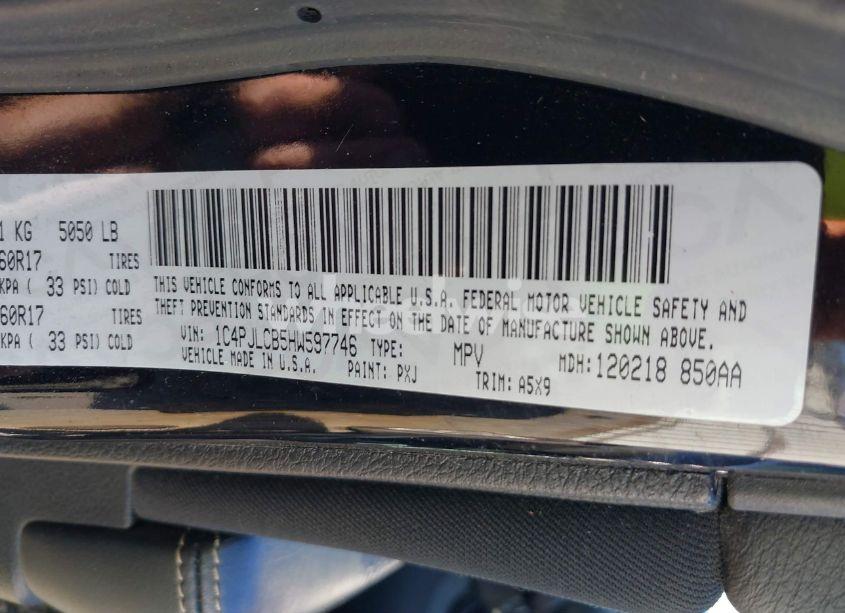 1 KG 5050 LB
60R17 TIRES
KPA ( 33 PSI) COLD
60R17 TIRES
KPA ( 33 PSI) COLD
THIS VEHICLE CONFORMS TO ALL APPLICABLE U.S.A. FEDERAL MOTOR VEHICLE SAFETY AND
THEFT PREVENTION STANDARDS IN EFFECT ON THE DATE OF MANUFACTURE SHOWN ABOVE.
VIN: 1C4PJLCB5HW597746 TYPE: MPV MDH: 120218 850AA
VEHICLE MADE IN U.S.A. PAINT: PXJ TRIM: A5X9